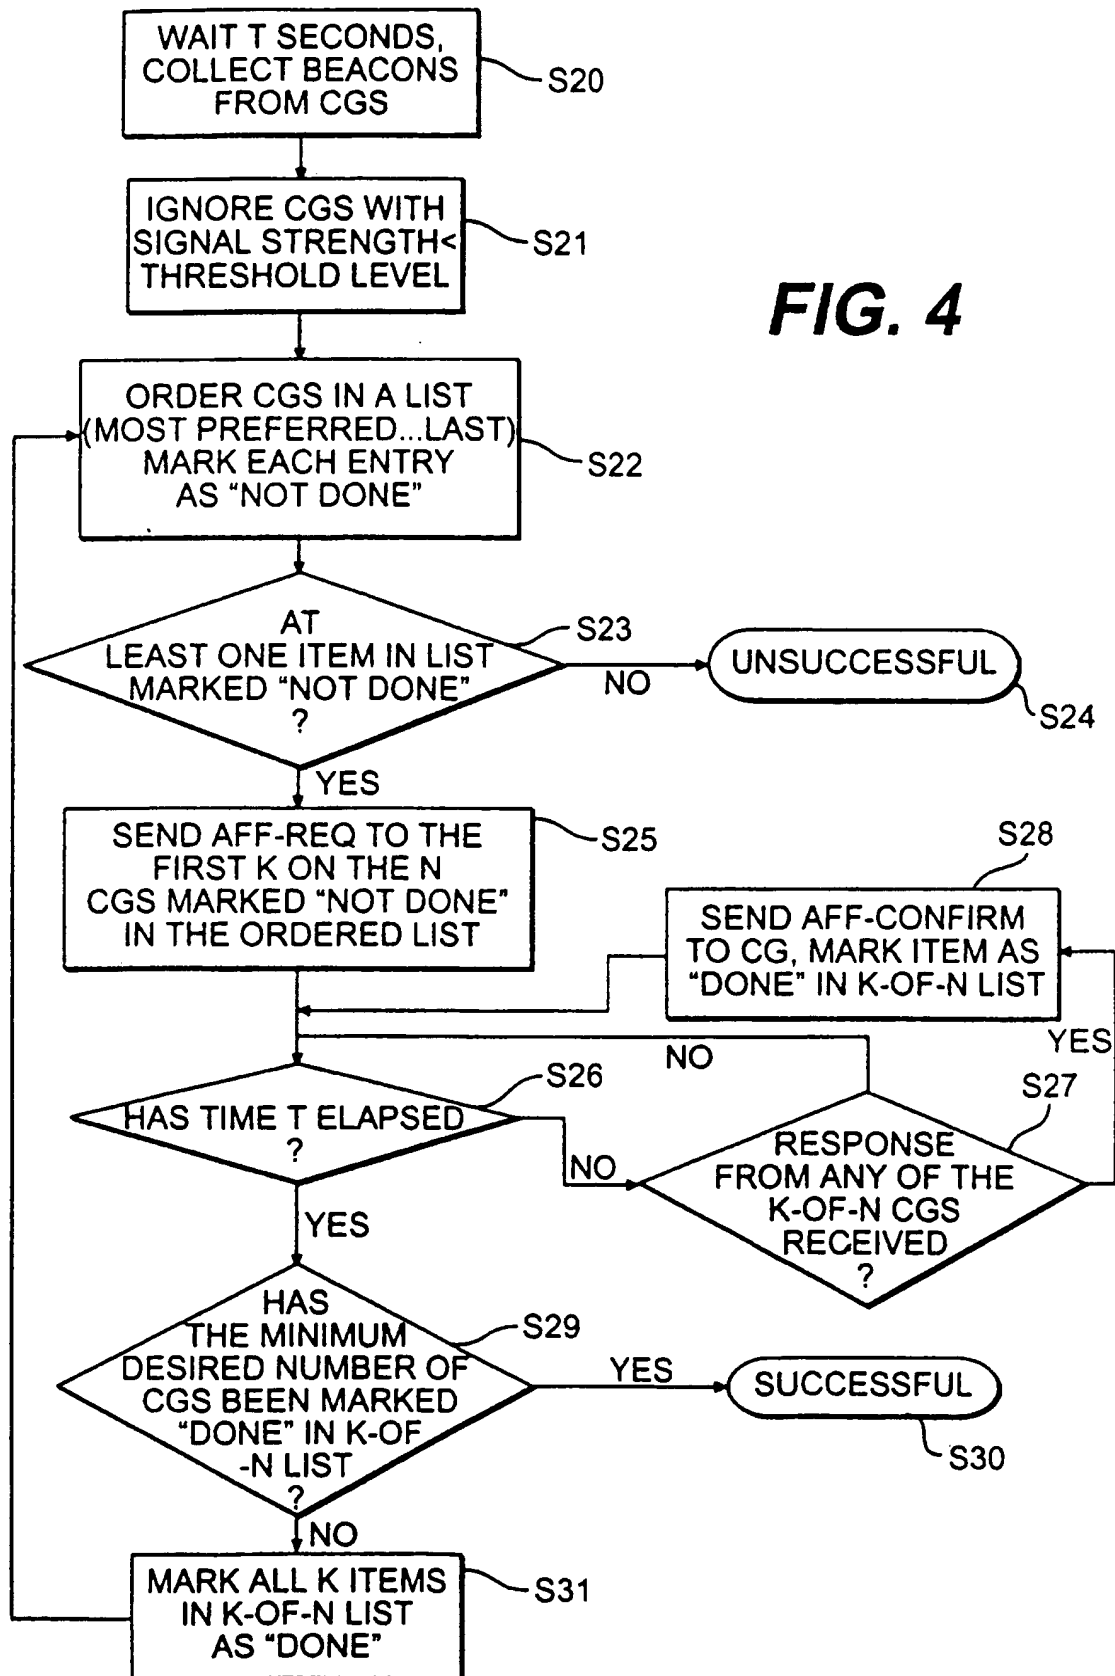 WAIT T SECONDS,
COLLECT BEACONS
FROM CGS
S20
IGNORE CGS WITH
SIGNAL STRENGTH<
THRESHOLD LEVEL
S21
FIG. 4
ORDER CGS IN A LIST
(MOST PREFERRED...LAST)
MARK EACH ENTRY
AS "NOT DONE"
S22
AT
LEAST ONE ITEM IN LIST
MARKED "NOT DONE"
?
S23
NO
UNSUCCESSFUL
S24
YES
SEND AFF-REQ TO THE
FIRST K ON THE N
CGS MARKED "NOT DONE"
IN THE ORDERED LIST
S25
S28
SEND AFF-CONFIRM
TO CG, MARK ITEM AS
"DONE" IN K-OF-N LIST
NO
YES
HAS TIME T ELAPSED
?
S26
NO
S27
RESPONSE
FROM ANY OF THE
K-OF-N CGS
RECEIVED
?
YES
HAS
THE MINIMUM
DESIRED NUMBER OF
CGS BEEN MARKED
"DONE" IN K-OF
-N LIST
?
S29
YES
SUCCESSFUL
S30
NO
MARK ALL K ITEMS
IN K-OF-N LIST
AS "DONE"
S31